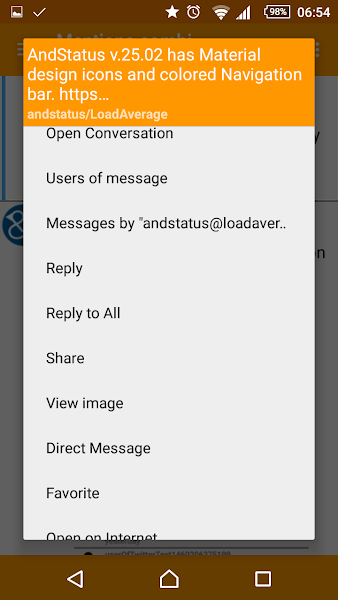 98%
06:54
AndStatus v.25.02 has Material
design icons and colored Navigation
bar. https...
andstatus/LoadAverage
Open Conversation
Users of message
Messages by "andstatus@loadaver..
Reply
Reply to All
Share
View image
Direct Message
Favorite
Open on Internet